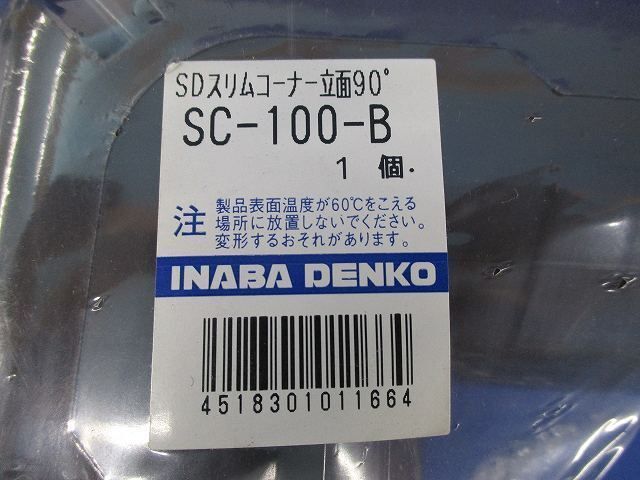 SDスリムコーナー立面90°
SC-100-B
1 個.
注 製品表面温度が60℃をこえる
場所に放置しないでください。
変形するおそれがあります。
INABA DENKO
4518301011664